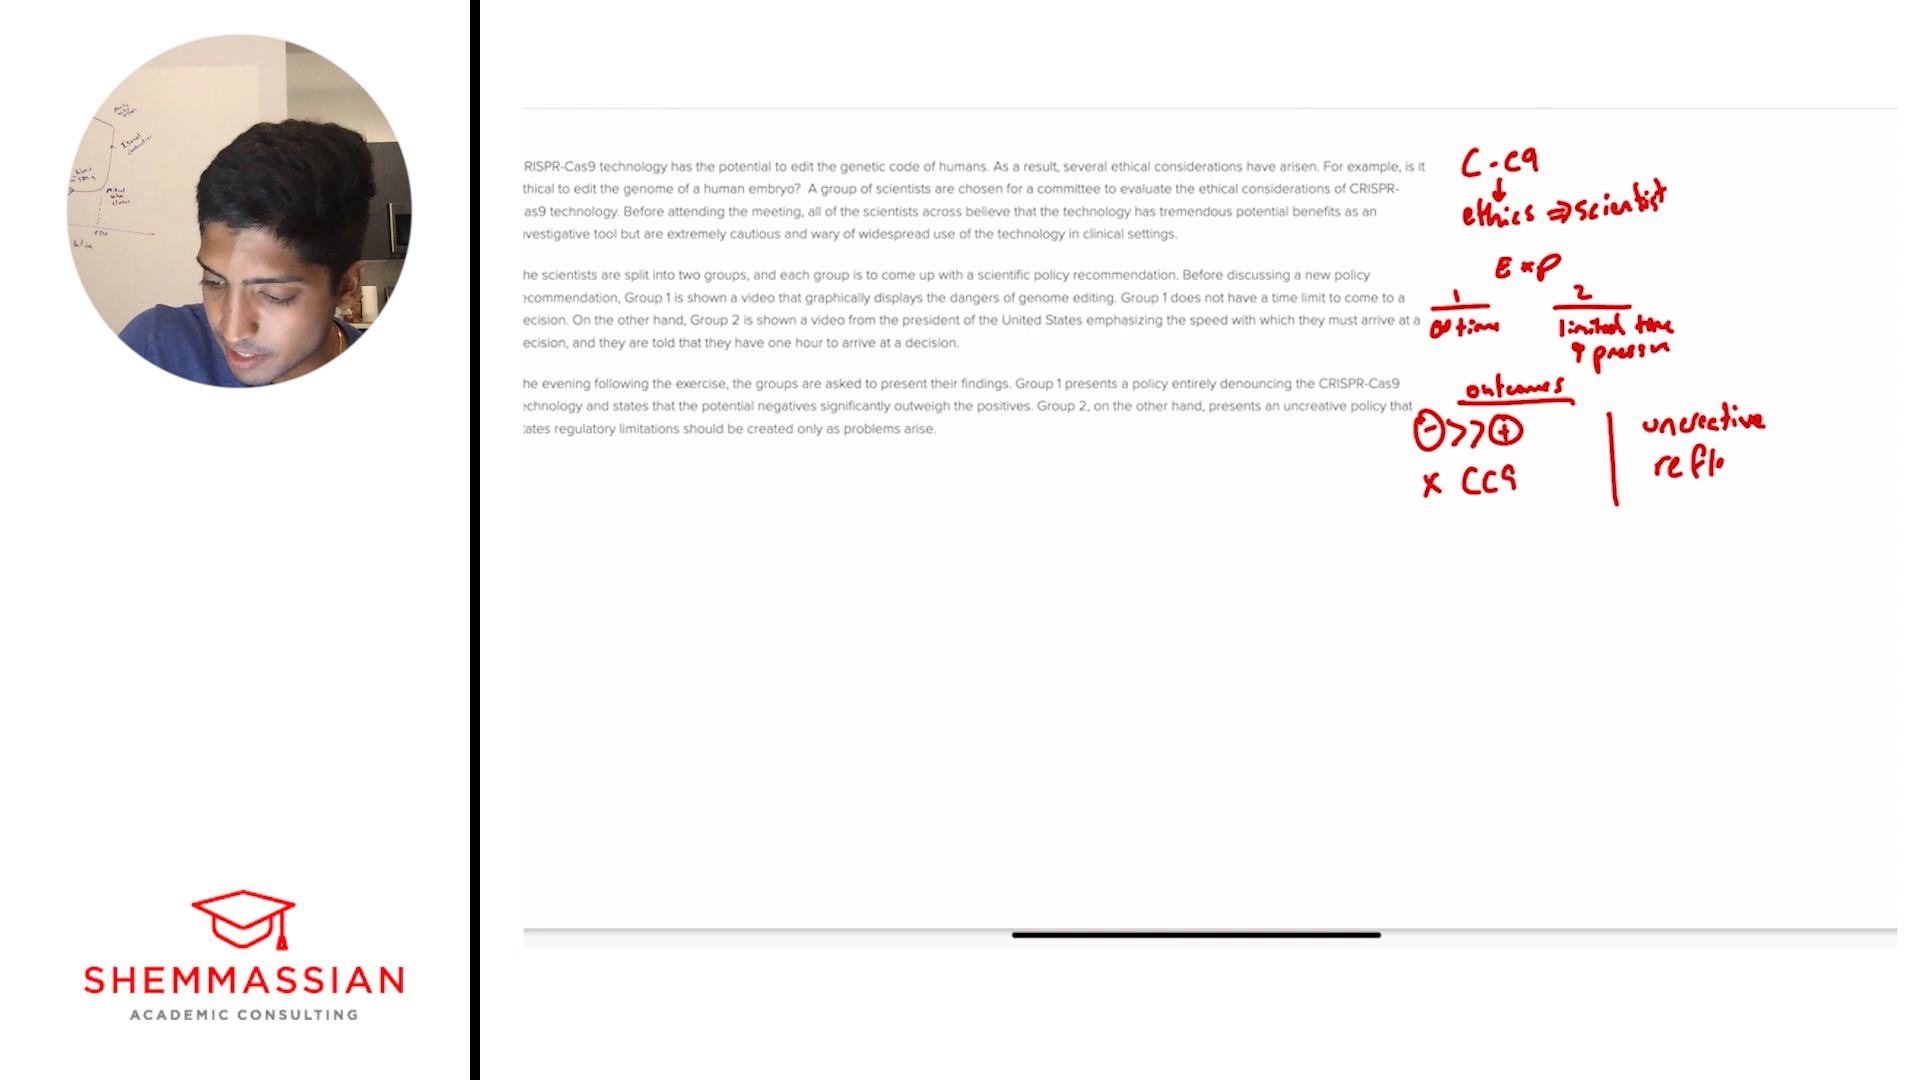 RISPR-Cas9 technology has the potential to edit the genetic code of humans. As a result, several ethical considerations have arisen. For example, is it
thical to edit the genome of a human embryo? A group of scientists are chosen for a committee to evaluate the ethical considerations of CRISPR-
as9 technology. Before attending the meeting, all of the scientists across believe that the technology has tremendous potential benefits as an
nvestigative tool but are extremely cautious and wary of widespread use of the technology in clinical settings.
he scientists are split into two groups, and each group is to come up with a scientific policy recommendation. Before discussing a new policy
ecommendation, Group 1 is shown a video that graphically displays the dangers of genome editing. Group 1 does not have a time limit to come to a
ecision. On the other hand, Group 2 is shown a video from the president of the United States emphasizing the speed with which they must arrive at a
ecision, and they are told that they have one hour to arrive at a decision.
he evening following the exercise, the groups are asked to present their findings. Group 1 presents a policy entirely denouncing the CRISPR-Cas9
echnology and states that the potential negatives significantly outweigh the positives. Group 2, on the other hand, presents an uncreative policy that
tates regulatory limitations should be created only as problems arise.
C-C9
↓
ethics ⇒ scientist
Exp
1 2
∞ time limited time
↑ pressure
outcomes
⊖>>⊕ uncreative
x CC9 reflo
SHEMMASSIAN
ACADEMIC CONSULTING